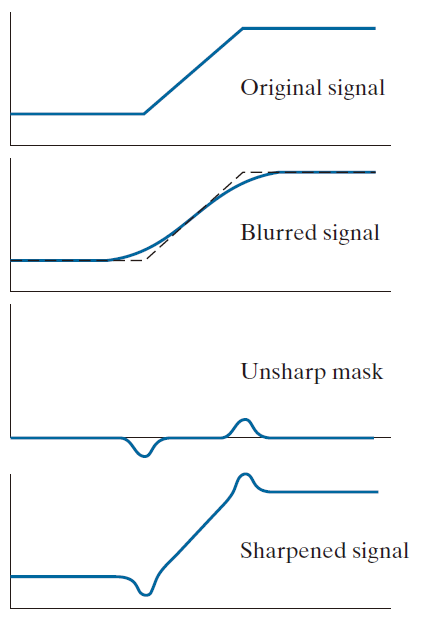 Original signal
Blurred signal
Unsharp mask
Sharpened signal